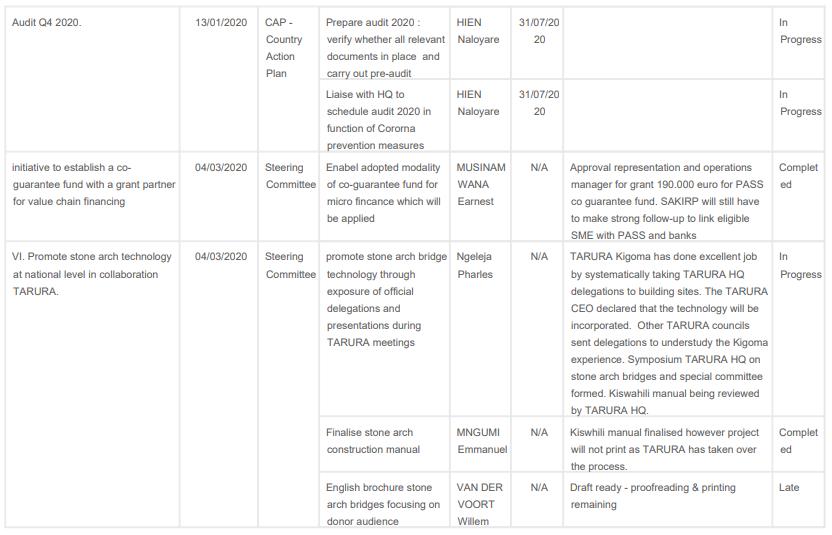 Audit Q4 2020.
13/01/2020
CAP -
Country
Action
Plan
Prepare audit 2020 :
verify whether all relevant
documents in place and
carry out pre-audit
HIEN
Naloyare
31/07/20
20
In
Progress
Liaise with HQ to
schedule audit 2020 in
function of Cororna
prevention measures
HIEN
Naloyare
31/07/20
20
In
Progress
initiative to establish a co-
guarantee fund with a grant partner
for value chain financing
04/03/2020
Steering
Committee
Enabel adopted modality
of co-guarantee fund for
micro fincance which will
be applied
MUSINAM
WANA
Earnest
N/A
Approval representation and operations
manager for grant 190.000 euro for PASS
co guarantee fund. SAKIRP will still have
to make strong follow-up to link eligible
SME with PASS and banks
Complet
ed
VI. Promote stone arch technology
at national level in collaboration
TARURA.
04/03/2020
Steering
Committee
promote stone arch bridge
technology through
exposure of official
delegations and
presentations during
TARURA meetings
Ngeleja
Pharles
N/A
TARURA Kigoma has done excellent job
by systematically taking TARURA HQ
delegations to building sites. The TARURA
CEO declared that the technology will be
incorporated. Other TARURA councils
sent delegations to understudy the Kigoma
experience. Symposium TARURA HQ on
stone arch bridges and special committee
formed. Kiswahili manual being reviewed
by TARURA HQ.
In
Progress
Finalise stone arch
construction manual
MNGUMI
Emmanuel
N/A
Kiswhili manual finalised however project
will not print as TARURA has taken over
the process.
Complet
ed
English brochure stone
arch bridges focusing on
donor audience
VAN DER
VOORT
Willem
N/A
Draft ready - proofreading & printing
remaining
Late